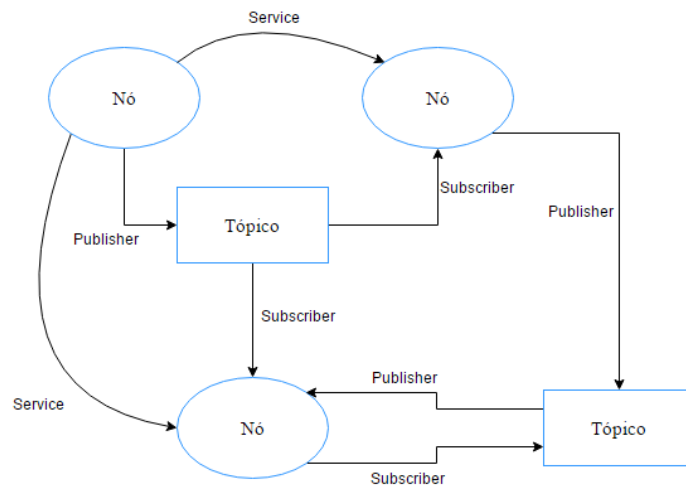 Service
Nó
Nó
Subscriber
Publisher
Tópico
Publisher
Subscriber
Publisher
Service
Nó
Tópico
Subscriber